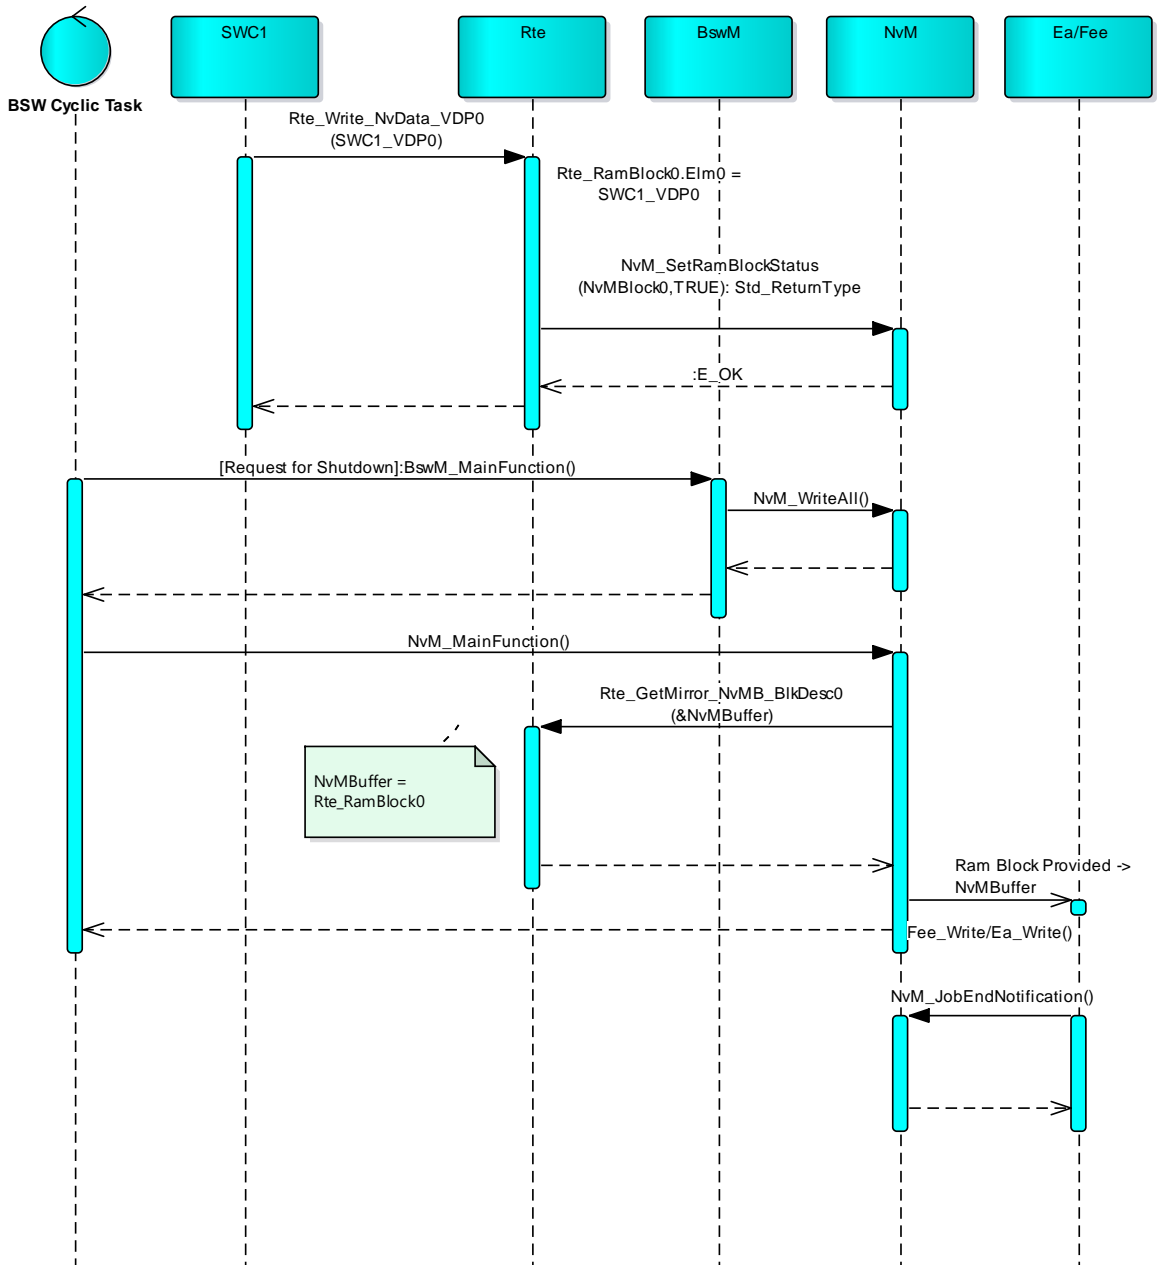 SWC1
Rte
BswM
NvM
Ea/Fee
BSW Cyclic Task
Rte_Write_NvData_VDP0
(SWC1_VDP0)
Rte_RamBlock0.Elm0 =
SWC1_VDP0
NvM_SetRamBlockStatus
(NvMBlock0,TRUE): Std_ReturnType
:E_OK
[Request for Shutdown]:BswM_MainFunction()
NvM_WriteAll()
NvM_MainFunction()
Rte_GetMirror_NvMB_BlkDesc0
(&NvMBuffer)
NvMBuffer =
Rte_RamBlock0
Ram Block Provided ->
NvMBuffer
Fee_Write/Ea_Write()
NvM_JobEndNotification()